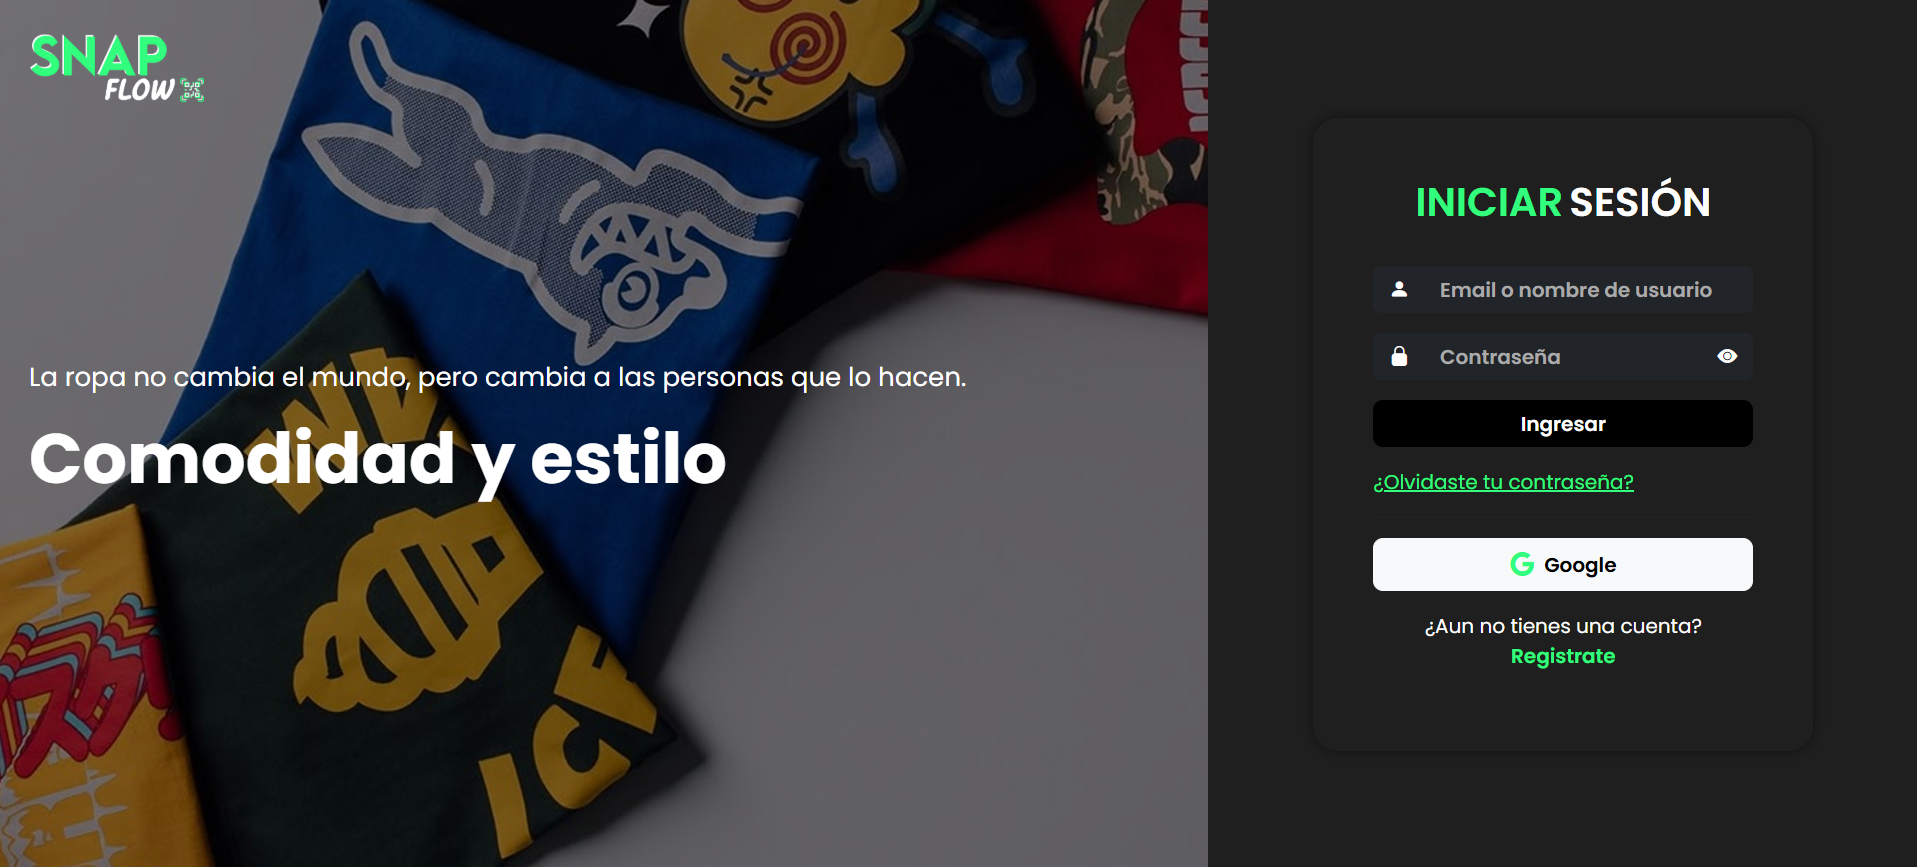 SNAP
FLOW
La ropa no cambia el mundo, pero cambia a las personas que lo hacen.
Comodidad y estilo
INICIAR SESIÓN
Email o nombre de usuario
Contraseña
Ingresar
¿Olvidaste tu contraseña?
Google
¿Aun no tienes una cuenta?
Registrate